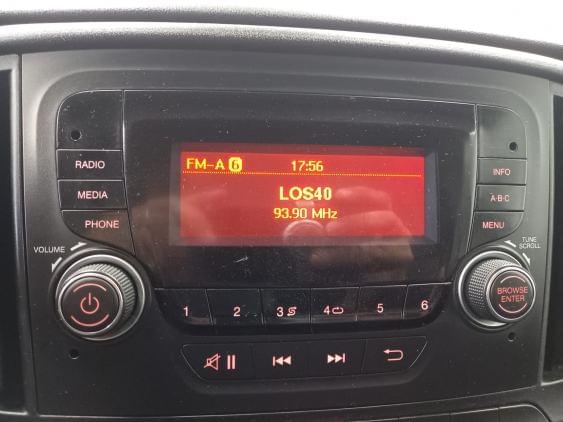 FM-A 6 17:56
LOS40
93.90 MHz
RADIO
MEDIA
PHONE
INFO
A·B·C
MENU
VOLUME
TUNE
SCROLL
BROWSE
ENTER
1 2 3 4 5 6